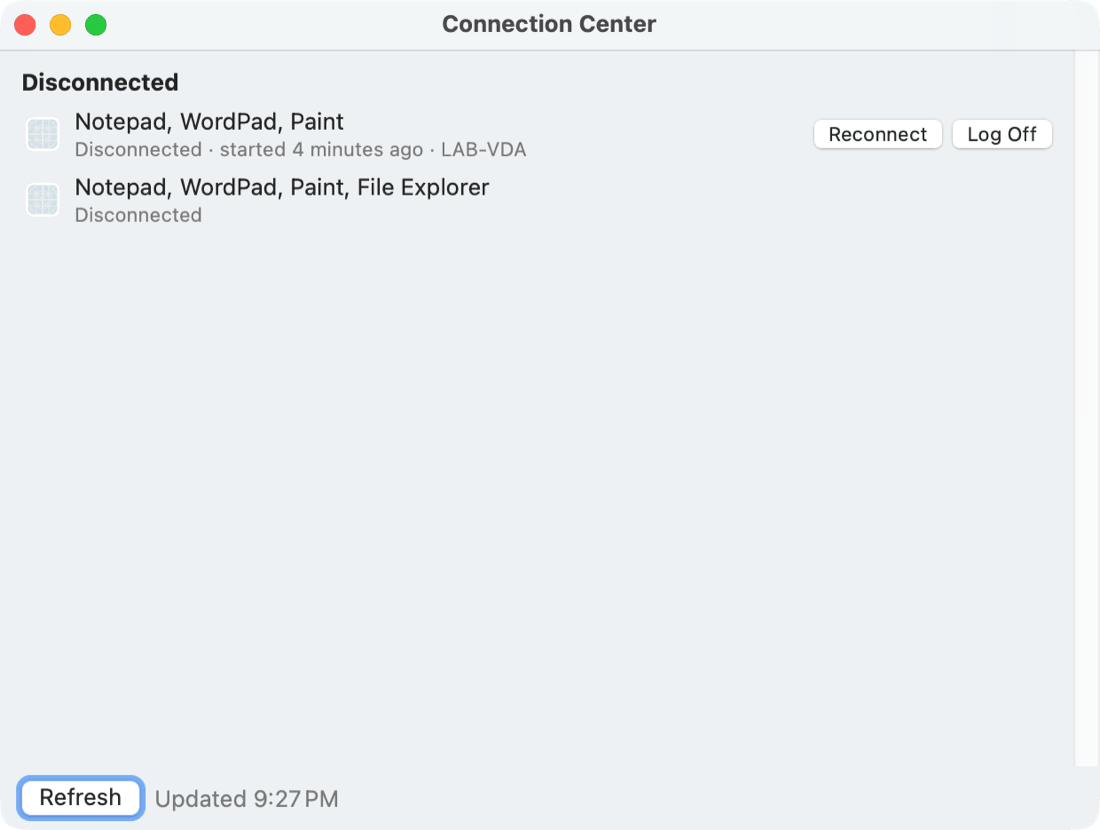 Connection Center
Disconnected
Notepad, WordPad, Paint
Disconnected · started 4 minutes ago · LAB-VDA
Reconnect
Log Off
Notepad, WordPad, Paint, File Explorer
Disconnected
Refresh
Updated 9:27 PM